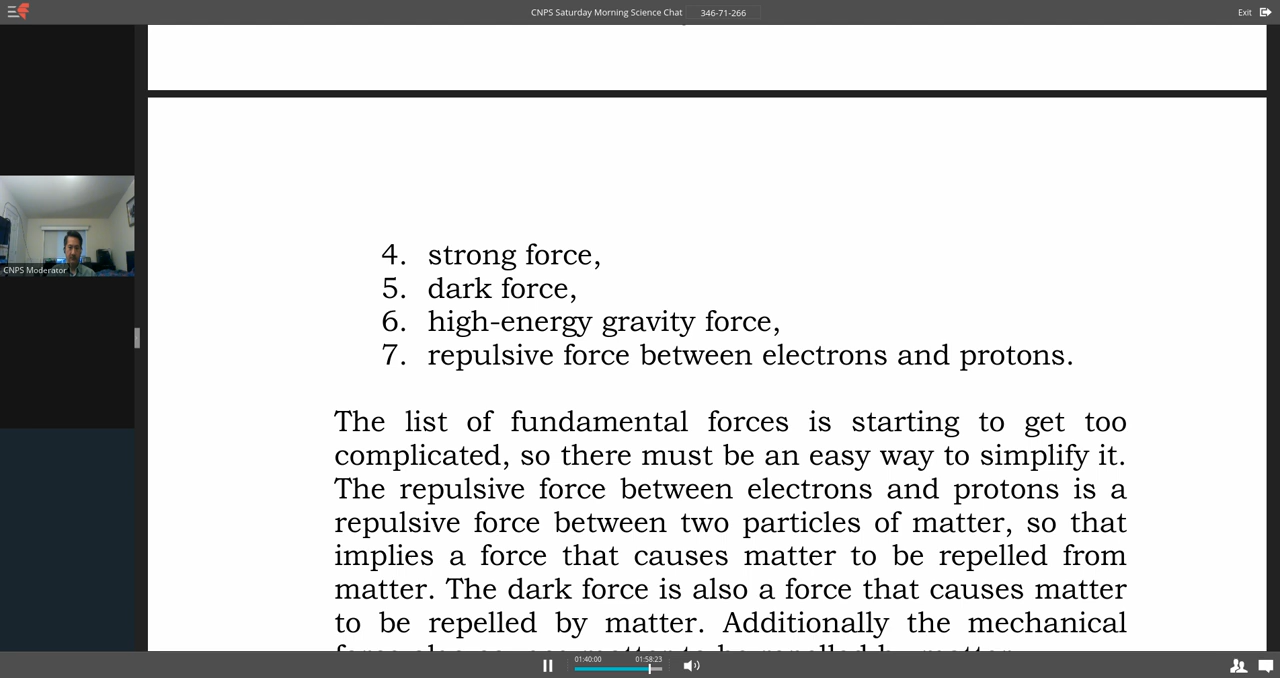 CNPS Saturday Morning Science Chat 346-71-266 Exit
4. strong force,
5. dark force,
6. high-energy gravity force,
7. repulsive force between electrons and protons.
CNPS Moderator
The list of fundamental forces is starting to get too
complicated, so there must be an easy way to simplify it.
The repulsive force between electrons and protons is a
repulsive force between two particles of matter, so that
implies a force that causes matter to be repelled from
matter. The dark force is also a force that causes matter
to be repelled by matter. Additionally the mechanical
01:40:00 01:58:23